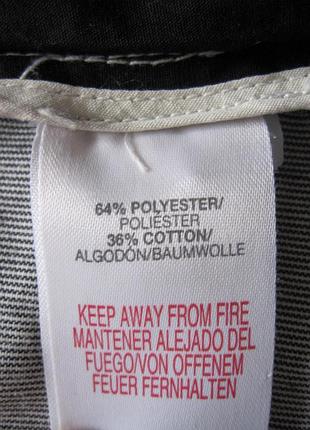 64% POLYESTER/
POLIÉSTER
36% COTTON/
ALGODÓN/BAUMWOLLE
KEEP AWAY FROM FIRE
MANTENER ALEJADO DEL
FUEGO/VON OFFENEM
FEUER FERNHALTEN